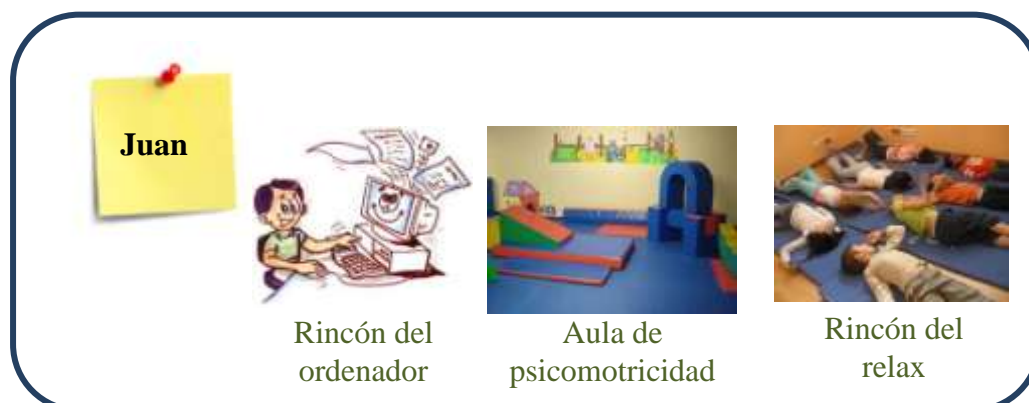 Juan
Rincón del
ordenador
Aula de
psicomotricidad
Rincón del
relax